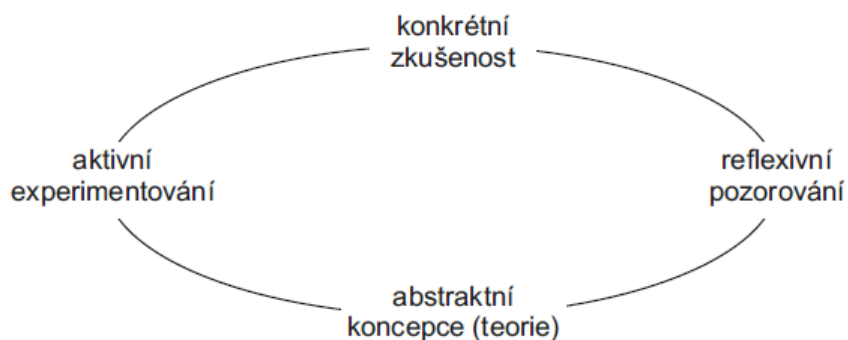 konkrétní
zkušenost
aktivní
experimentování
reflexivní
pozorování
abstraktní
koncepce (teorie)